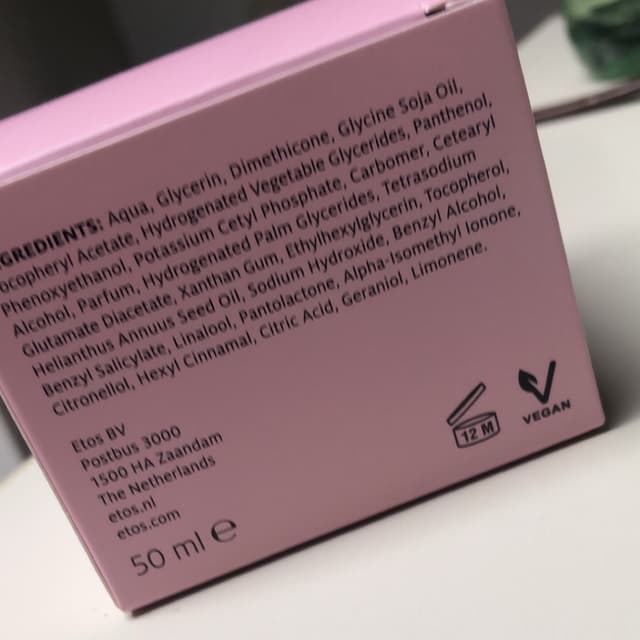 GREDIENTS: Aqua, Glycerin, Dimethicone, Glycine Soja Oil,
ocopheryl Acetate, Hydrogenated Vegetable Glycerides, Panthenol,
Phenoxyethanol, Potassium Cetyl Phosphate, Carbomer, Cetearyl
Alcohol, Parfum, Hydrogenated Palm Glycerides, Tetrasodium
Glutamate Diacetate, Xanthan Gum, Ethylhexylglycerin, Tocopherol,
Helianthus Annuus Seed Oil, Sodium Hydroxide, Benzyl Alcohol,
Benzyl Salicylate, Linalool, Pantolactone, Alpha-Isomethyl Ionone,
Citronellol, Hexyl Cinnamal, Citric Acid, Geraniol, Limonene.
Etos BV
Postbus 3000
1500 HA Zaandam
The Netherlands
etos.nl
etos.com
50 ml ℮
12 M
VEGAN